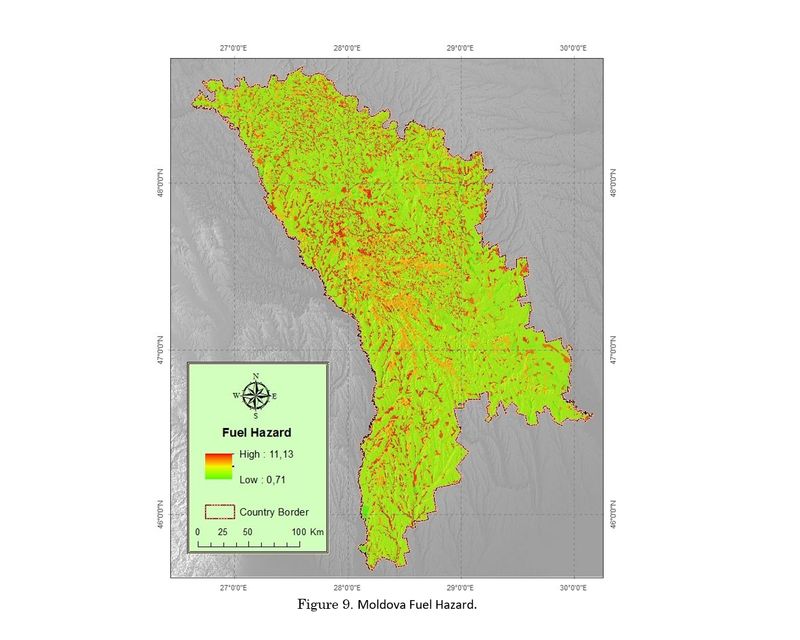 27°0'0"E 28°0'0"E 29°0'0"E 30°0'0"E
48°0'0"N 48°0'0"N
47°0'0"N 47°0'0"N
N
W E
S
Fuel Hazard
High : 11,13
Low : 0,71
46°0'0"N 46°0'0"N
Country Border
0 25 50 100 Km
27°0'0"E 28°0'0"E 29°0'0"E 30°0'0"E
Figure 9. Moldova Fuel Hazard.